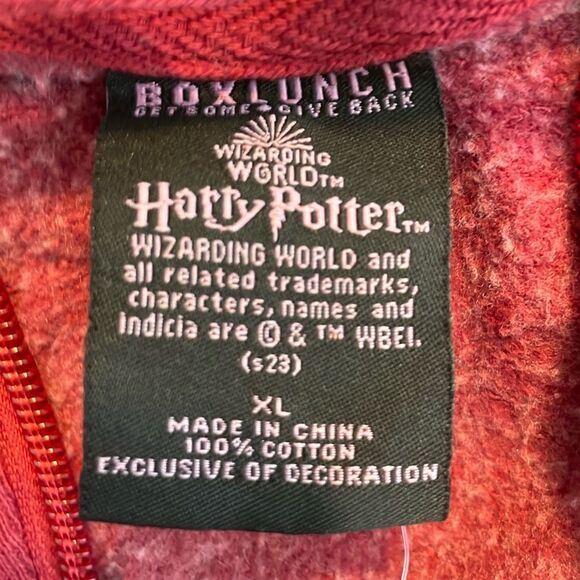 BOXLUNCH
GET SOME + GIVE BACK
WIZARDING
WORLD™
Harry Potter™
WIZARDING WORLD and
all related trademarks,
characters, names and
indicia are © & ™ WBEI.
(s23)
XL
MADE IN CHINA
100% COTTON
EXCLUSIVE OF DECORATION